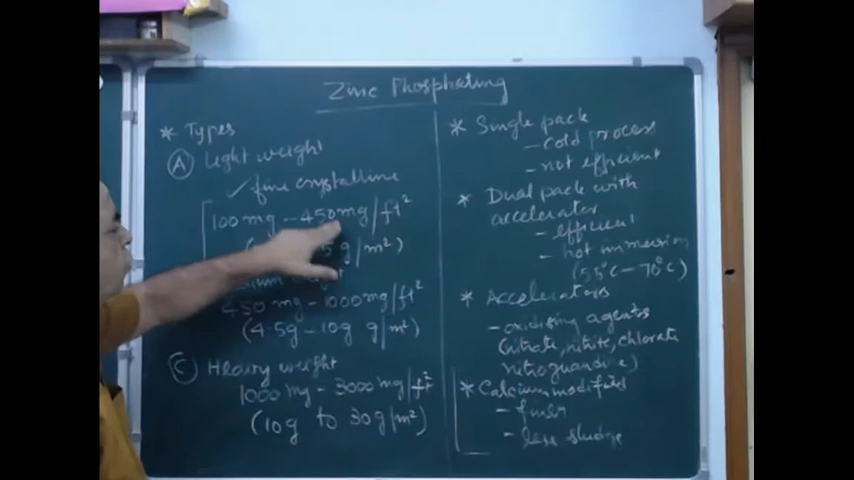 Zinc Phosphating
* Types
(A) Light weight
✓ fine crystalline
100 mg - 450 mg/ft²
5 g/m²)
450 mg - 1000 mg/ft²
(4.5g - 10g g/m²)
(C) Heavy weight
1000 mg - 3000 mg/ft²
(10g to 30g/m²)
* Single pack
- cold process
- not efficient
* Dual pack with
accelerator
- efficient
- hot immersion
(55°C - 70°C)
* Accelerators
- oxidising agents
(nitrate, nitrite, chlorate
nitroguandine)
* Calcium modified
- finer
- less sludge